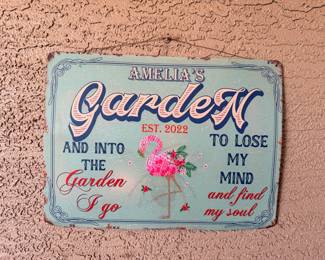 AMELIA'S
GardeN
EST. 2022
AND INTO
THE
Garden
I go
TO LOSE
MY
MIND
and find
my soul